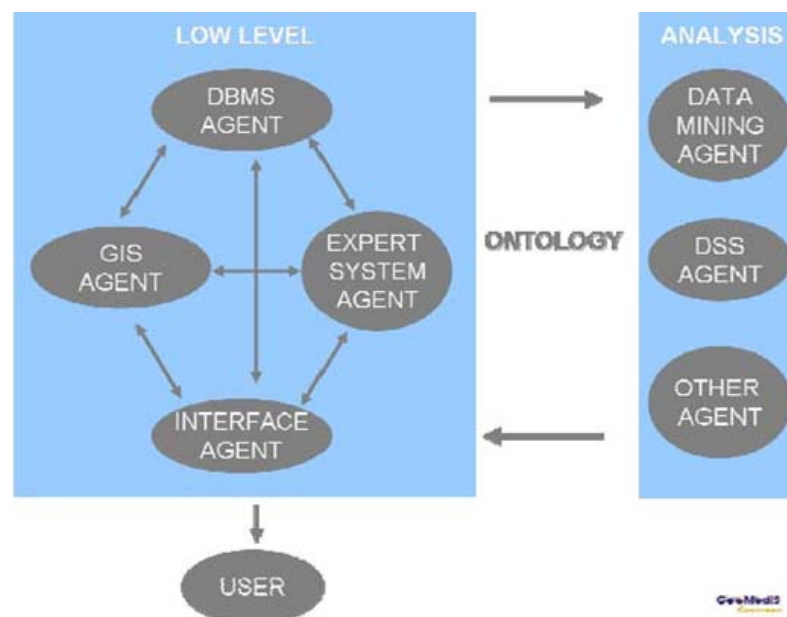 LOW LEVEL
DBMS
AGENT
GIS
AGENT
EXPERT
SYSTEM
AGENT
INTERFACE
AGENT
USER
ONTOLOGY
ANALYSIS
DATA
MINING
AGENT
DSS
AGENT
OTHER
AGENT